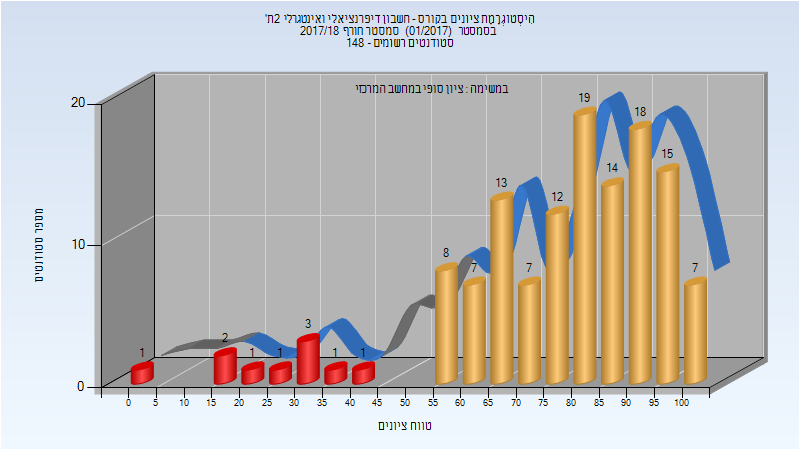 היסטוגרמת ציונים בקורס - חשבון דיפרנציאלי ואינטגרלי 2ת'
בסמסטר (01/2017) סמסטר חורף 2017/18
סטודנטים רשומים - 148
במשימה : ציון סופי במחשב המרכזי
מספר סטודנטים
20
10
0
1
2
1
1
3
1
1
8
7
13
7
12
19
14
18
15
7
0 5 10 15 20 25 30 35 40 45 50 55 60 65 70 75 80 85 90 95 100
טווח ציונים